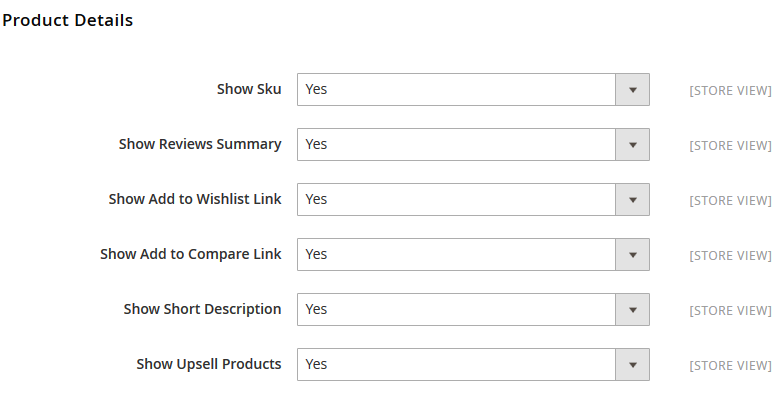 Product Details
Show Sku Yes [STORE VIEW]
Show Reviews Summary Yes [STORE VIEW]
Show Add to Wishlist Link Yes [STORE VIEW]
Show Add to Compare Link Yes [STORE VIEW]
Show Short Description Yes [STORE VIEW]
Show Upsell Products Yes [STORE VIEW]